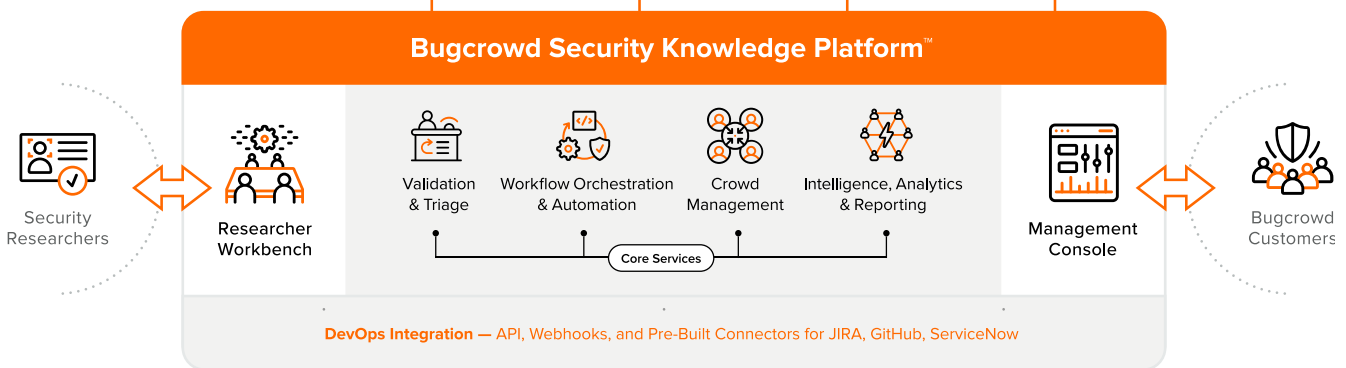 Bugcrowd Security Knowledge Platform™
Security
Researchers
Researcher
Workbench
Validation
& Triage
Workflow Orchestration
& Automation
Crowd
Management
Intelligence, Analytics
& Reporting
Core Services
Management
Console
Bugcrowd
Customers
DevOps Integration — API, Webhooks, and Pre-Built Connectors for JIRA, GitHub, ServiceNow